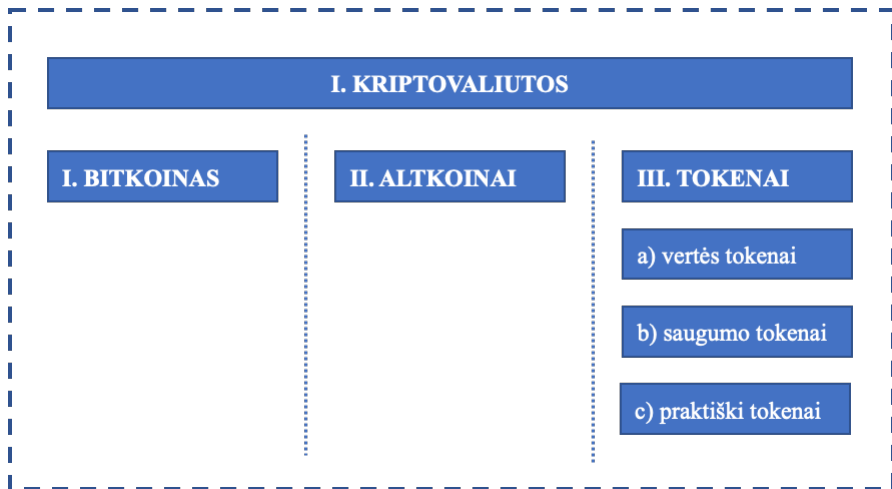 I. KRIPTOVALIUTOS
I. BITKOINAS
II. ALTKOINAI
III. TOKENAI
a) vertės tokenai
b) saugumo tokenai
c) praktiški tokenai